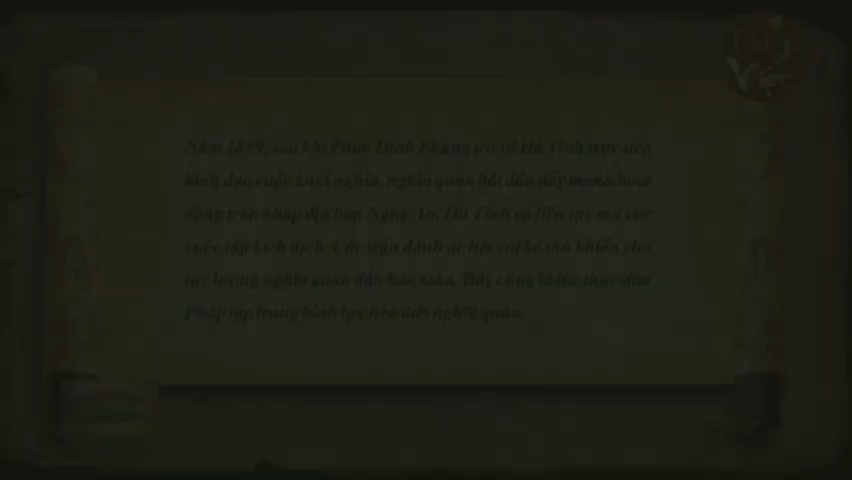 Việt
Năm 1889, sau khi Phan Đình Phùng trở về Hà Tĩnh trực tiếp
lãnh đạo cuộc khởi nghĩa, nghĩa quân bắt đầu đẩy mạnh hoạt
động trên khắp địa bàn Nghệ An, Hà Tĩnh và liên tục mở các
cuộc tập kích địch. Các trận đánh ác liệt với kẻ thù khiến cho
lực lượng nghĩa quân dần hao mòn. Đây cũng là lúc thực dân
Pháp tập trung binh lực tiêu diệt nghĩa quân.